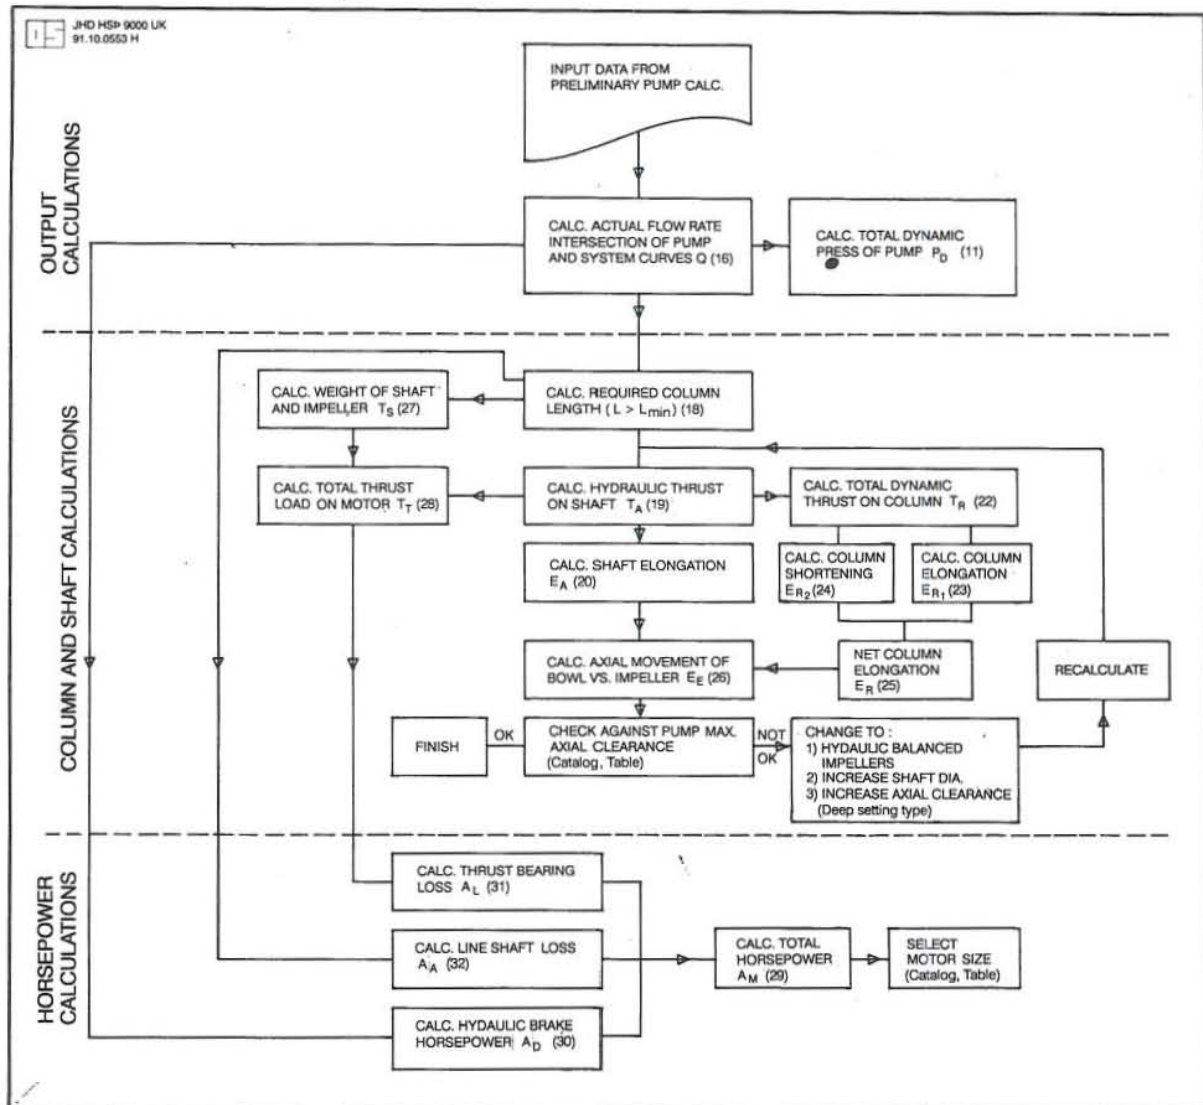 OS
JHD HSP 9000 UK
91.10.0553 H
OUTPUT
CALCULATIONS
INPUT DATA FROM
PRELIMINARY PUMP CALC.
CALC. ACTUAL FLOW RATE
INTERSECTION OF PUMP
AND SYSTEM CURVES Q (16)
CALC. TOTAL DYNAMIC
PRESS OF PUMP P_D (11)
COLUMN AND SHAFT CALCULATIONS
CALC. WEIGHT OF SHAFT
AND IMPELLER T_S (27)
CALC. REQUIRED COLUMN
LENGTH (L > L_min) (18)
CALC. TOTAL THRUST
LOAD ON MOTOR T_T (28)
CALC. HYDRAULIC THRUST
ON SHAFT T_A (19)
CALC. TOTAL DYNAMIC
THRUST ON COLUMN T_R (22)
CALC. SHAFT ELONGATION
E_A (20)
CALC. COLUMN
SHORTENING
E_R2 (24)
CALC. COLUMN
ELONGATION
E_R1 (23)
CALC. AXIAL MOVEMENT OF
BOWL VS. IMPELLER E_E (26)
NET COLUMN
ELONGATION
E_R (25)
RECALCULATE
FINISH
OK
CHECK AGAINST PUMP MAX.
AXIAL CLEARANCE
(Catalog, Table)
NOT
OK
CHANGE TO :
1) HYDAULIC BALANCED
IMPELLERS
2) INCREASE SHAFT DIA.
3) INCREASE AXIAL CLEARANCE
(Deep setting type)
HORSEPOWER
CALCULATIONS
CALC. THRUST BEARING
LOSS A_L (31)
CALC. LINE SHAFT LOSS
A_A (32)
CALC. TOTAL
HORSEPOWER
A_M (29)
SELECT
MOTOR SIZE
(Catalog, Table)
CALC. HYDAULIC BRAKE
HORSEPOWER A_D (30)